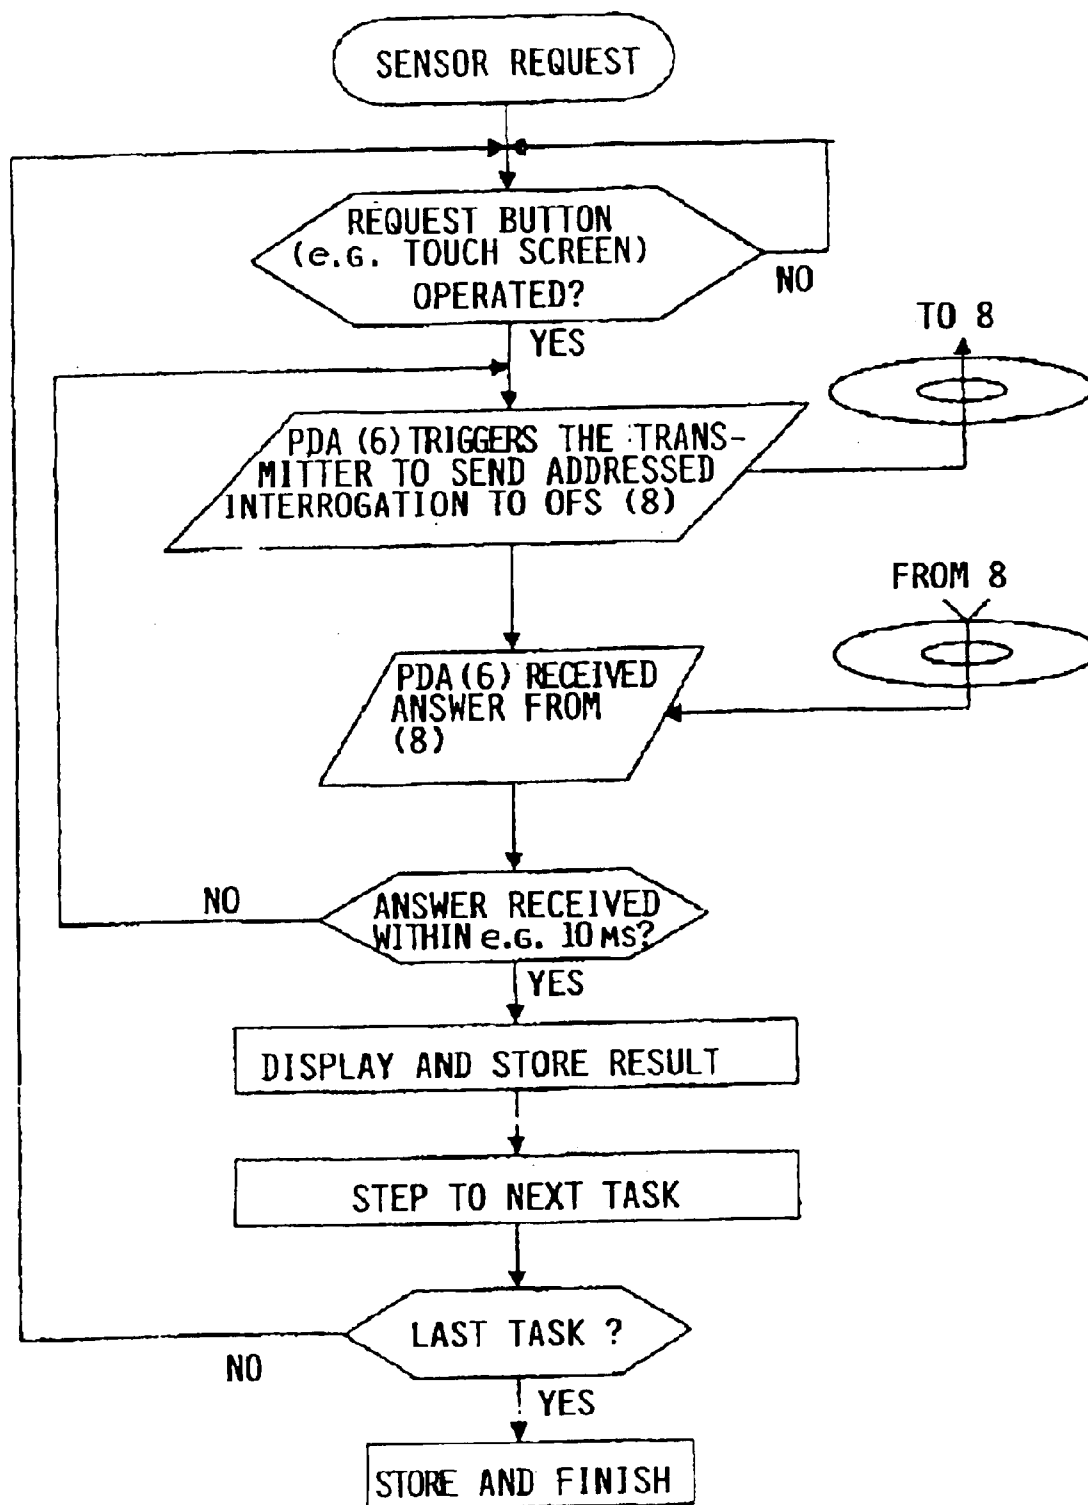 SENSOR REQUEST
REQUEST BUTTON
(e.G. TOUCH SCREEN)
OPERATED?
NO
YES
TO 8
PDA (6) TRIGGERS THE TRANS-
MITTER TO SEND ADDRESSED
INTERROGATION TO OFS (8)
FROM 8
PDA (6) RECEIVED
ANSWER FROM
(8)
NO
ANSWER RECEIVED
WITHIN e.G. 10 MS?
YES
DISPLAY AND STORE RESULT
STEP TO NEXT TASK
LAST TASK ?
NO
YES
STORE AND FINISH